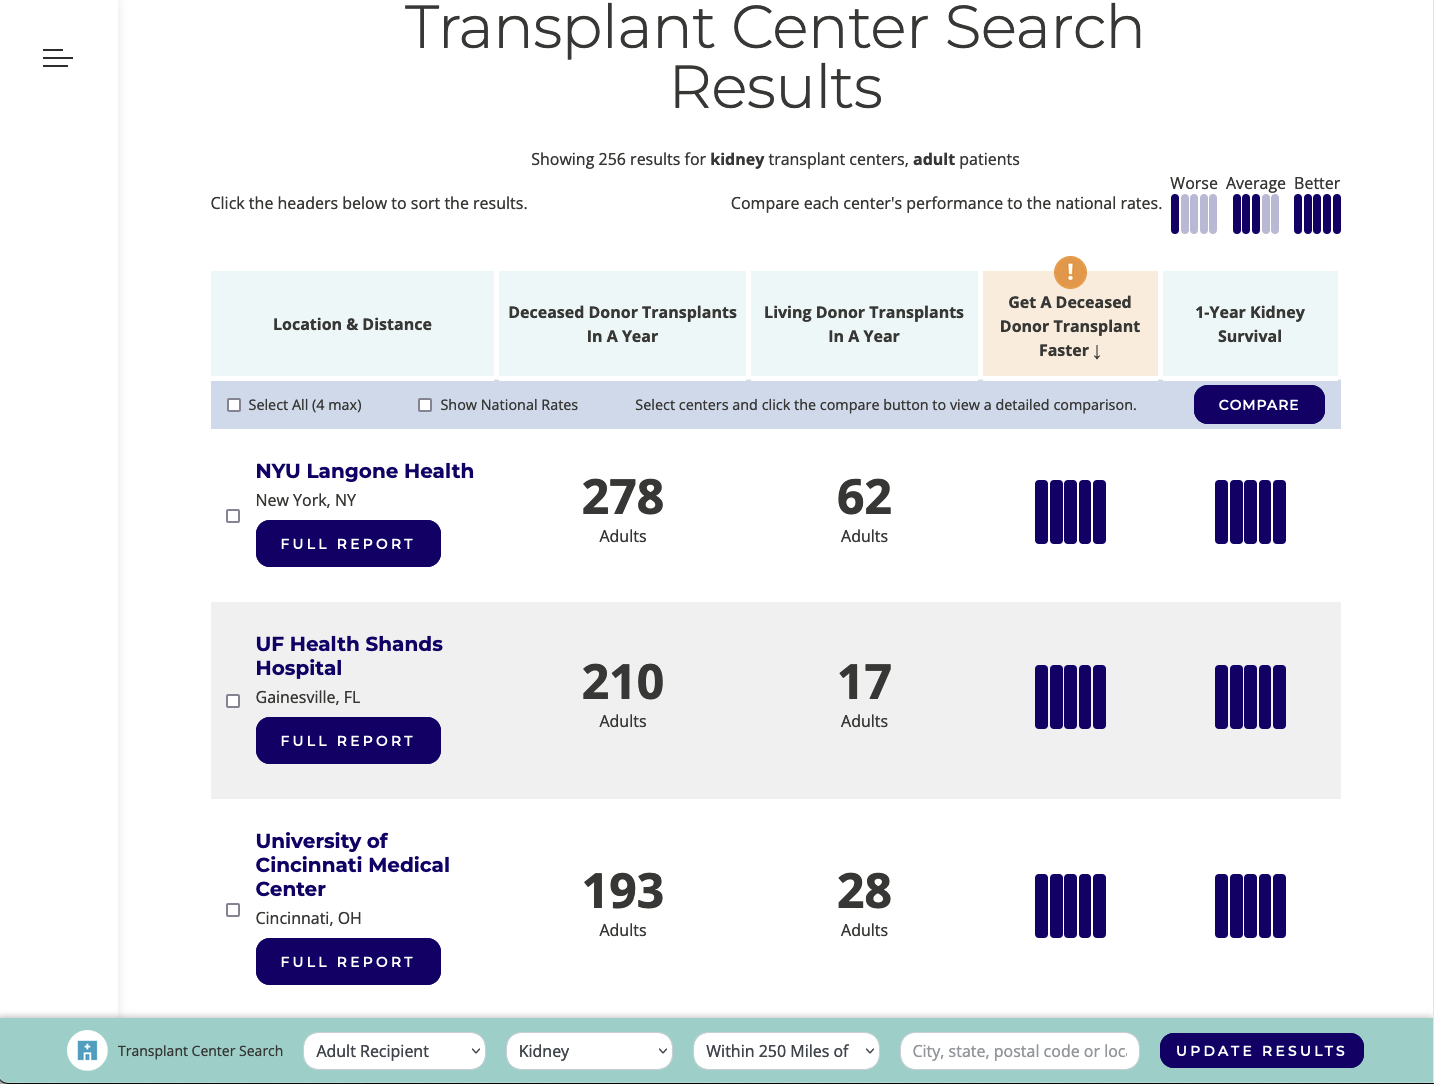 Transplant Center Search
Results
Showing 256 results for kidney transplant centers, adult patients
Click the headers below to sort the results.
Compare each center's performance to the national rates.
Worse Average Better
Location & Distance
Deceased Donor Transplants
In A Year
Living Donor Transplants
In A Year
!
Get A Deceased
Donor Transplant
Faster ↓
1-Year Kidney
Survival
Select All (4 max)
Show National Rates
Select centers and click the compare button to view a detailed comparison.
COMPARE
NYU Langone Health
New York, NY
FULL REPORT
278
Adults
62
Adults
UF Health Shands
Hospital
Gainesville, FL
FULL REPORT
210
Adults
17
Adults
University of
Cincinnati Medical
Center
Cincinnati, OH
FULL REPORT
193
Adults
28
Adults
Transplant Center Search
Adult Recipient
Kidney
Within 250 Miles of
City, state, postal code or loc
UPDATE RESULTS